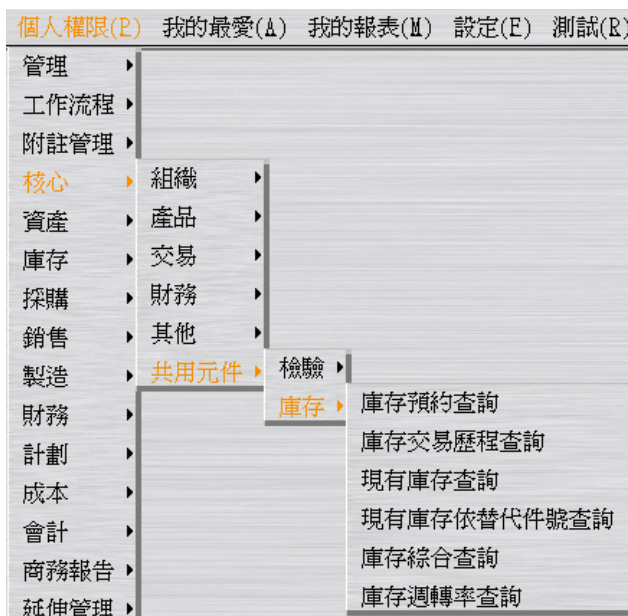 個人權限(P) 我的最愛(A) 我的報表(M) 設定(E) 測試(R)
管理
工作流程
附註管理
核心
資產
庫存
採購
銷售
製造
財務
計劃
成本
會計
商務報告
延伸管理
組織
產品
交易
財務
其他
共用元件
檢驗
庫存
庫存預約查詢
庫存交易歷程查詢
現有庫存查詢
現有庫存依替代件號查詢
庫存綜合查詢
庫存週轉率查詢